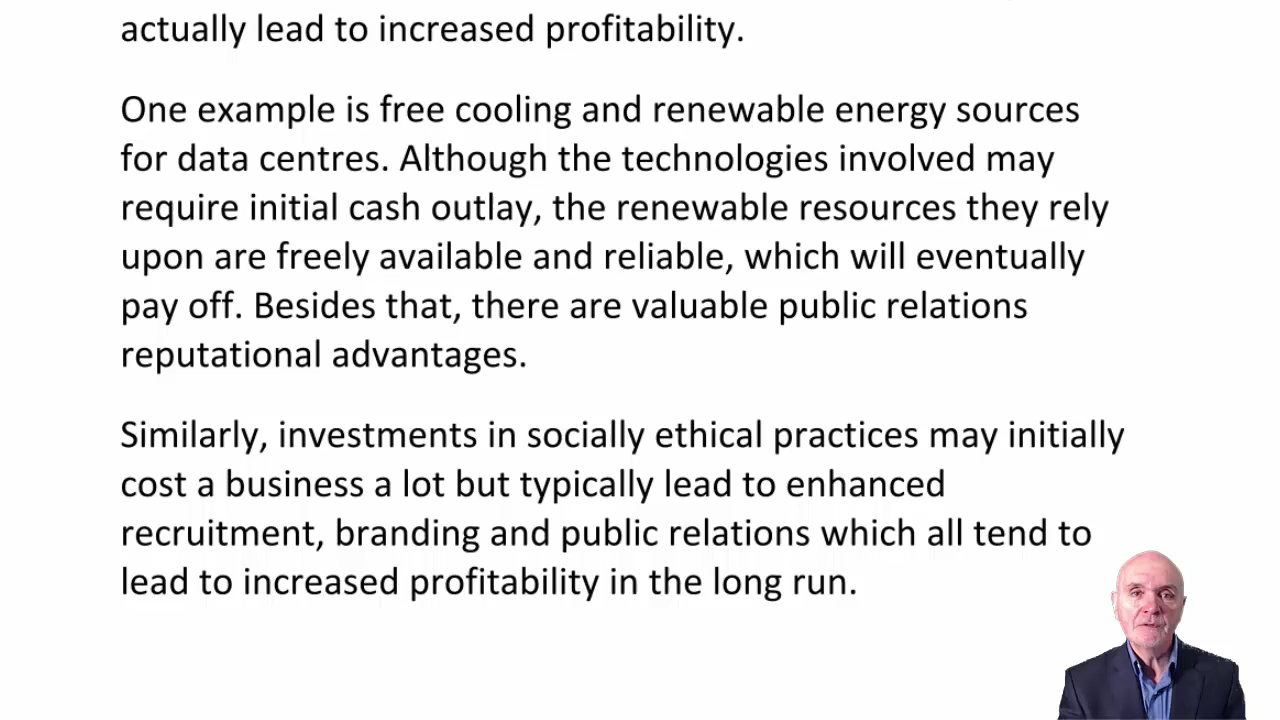 actually lead to increased profitability.
One example is free cooling and renewable energy sources
for data centres. Although the technologies involved may
require initial cash outlay, the renewable resources they rely
upon are freely available and reliable, which will eventually
pay off. Besides that, there are valuable public relations
reputational advantages.
Similarly, investments in socially ethical practices may initially
cost a business a lot but typically lead to enhanced
recruitment, branding and public relations which all tend to
lead to increased profitability in the long run.